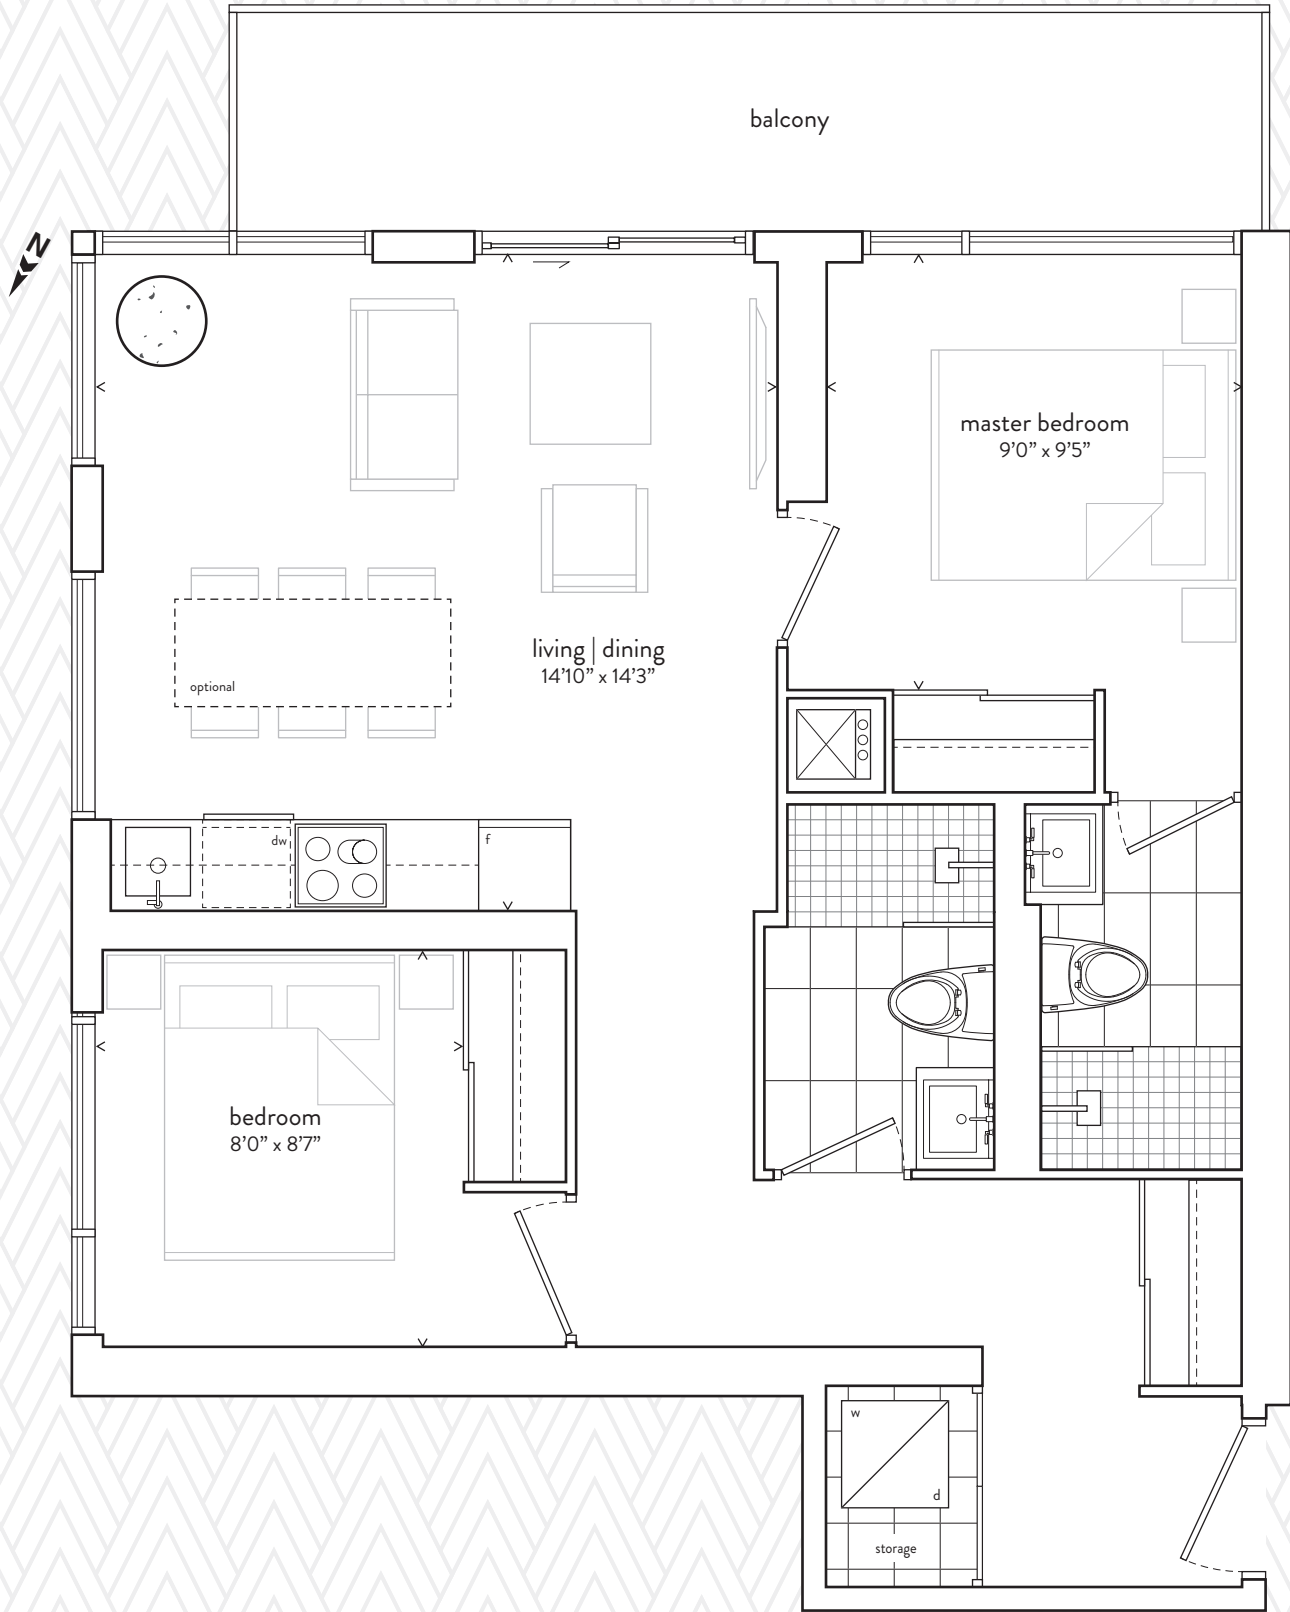 balcony
N
master bedroom
9'0” x 9'5”
living | dining
14'10” x 14'3”
optional
dw
f
bedroom
8'0” x 8'7”
w
d
storage